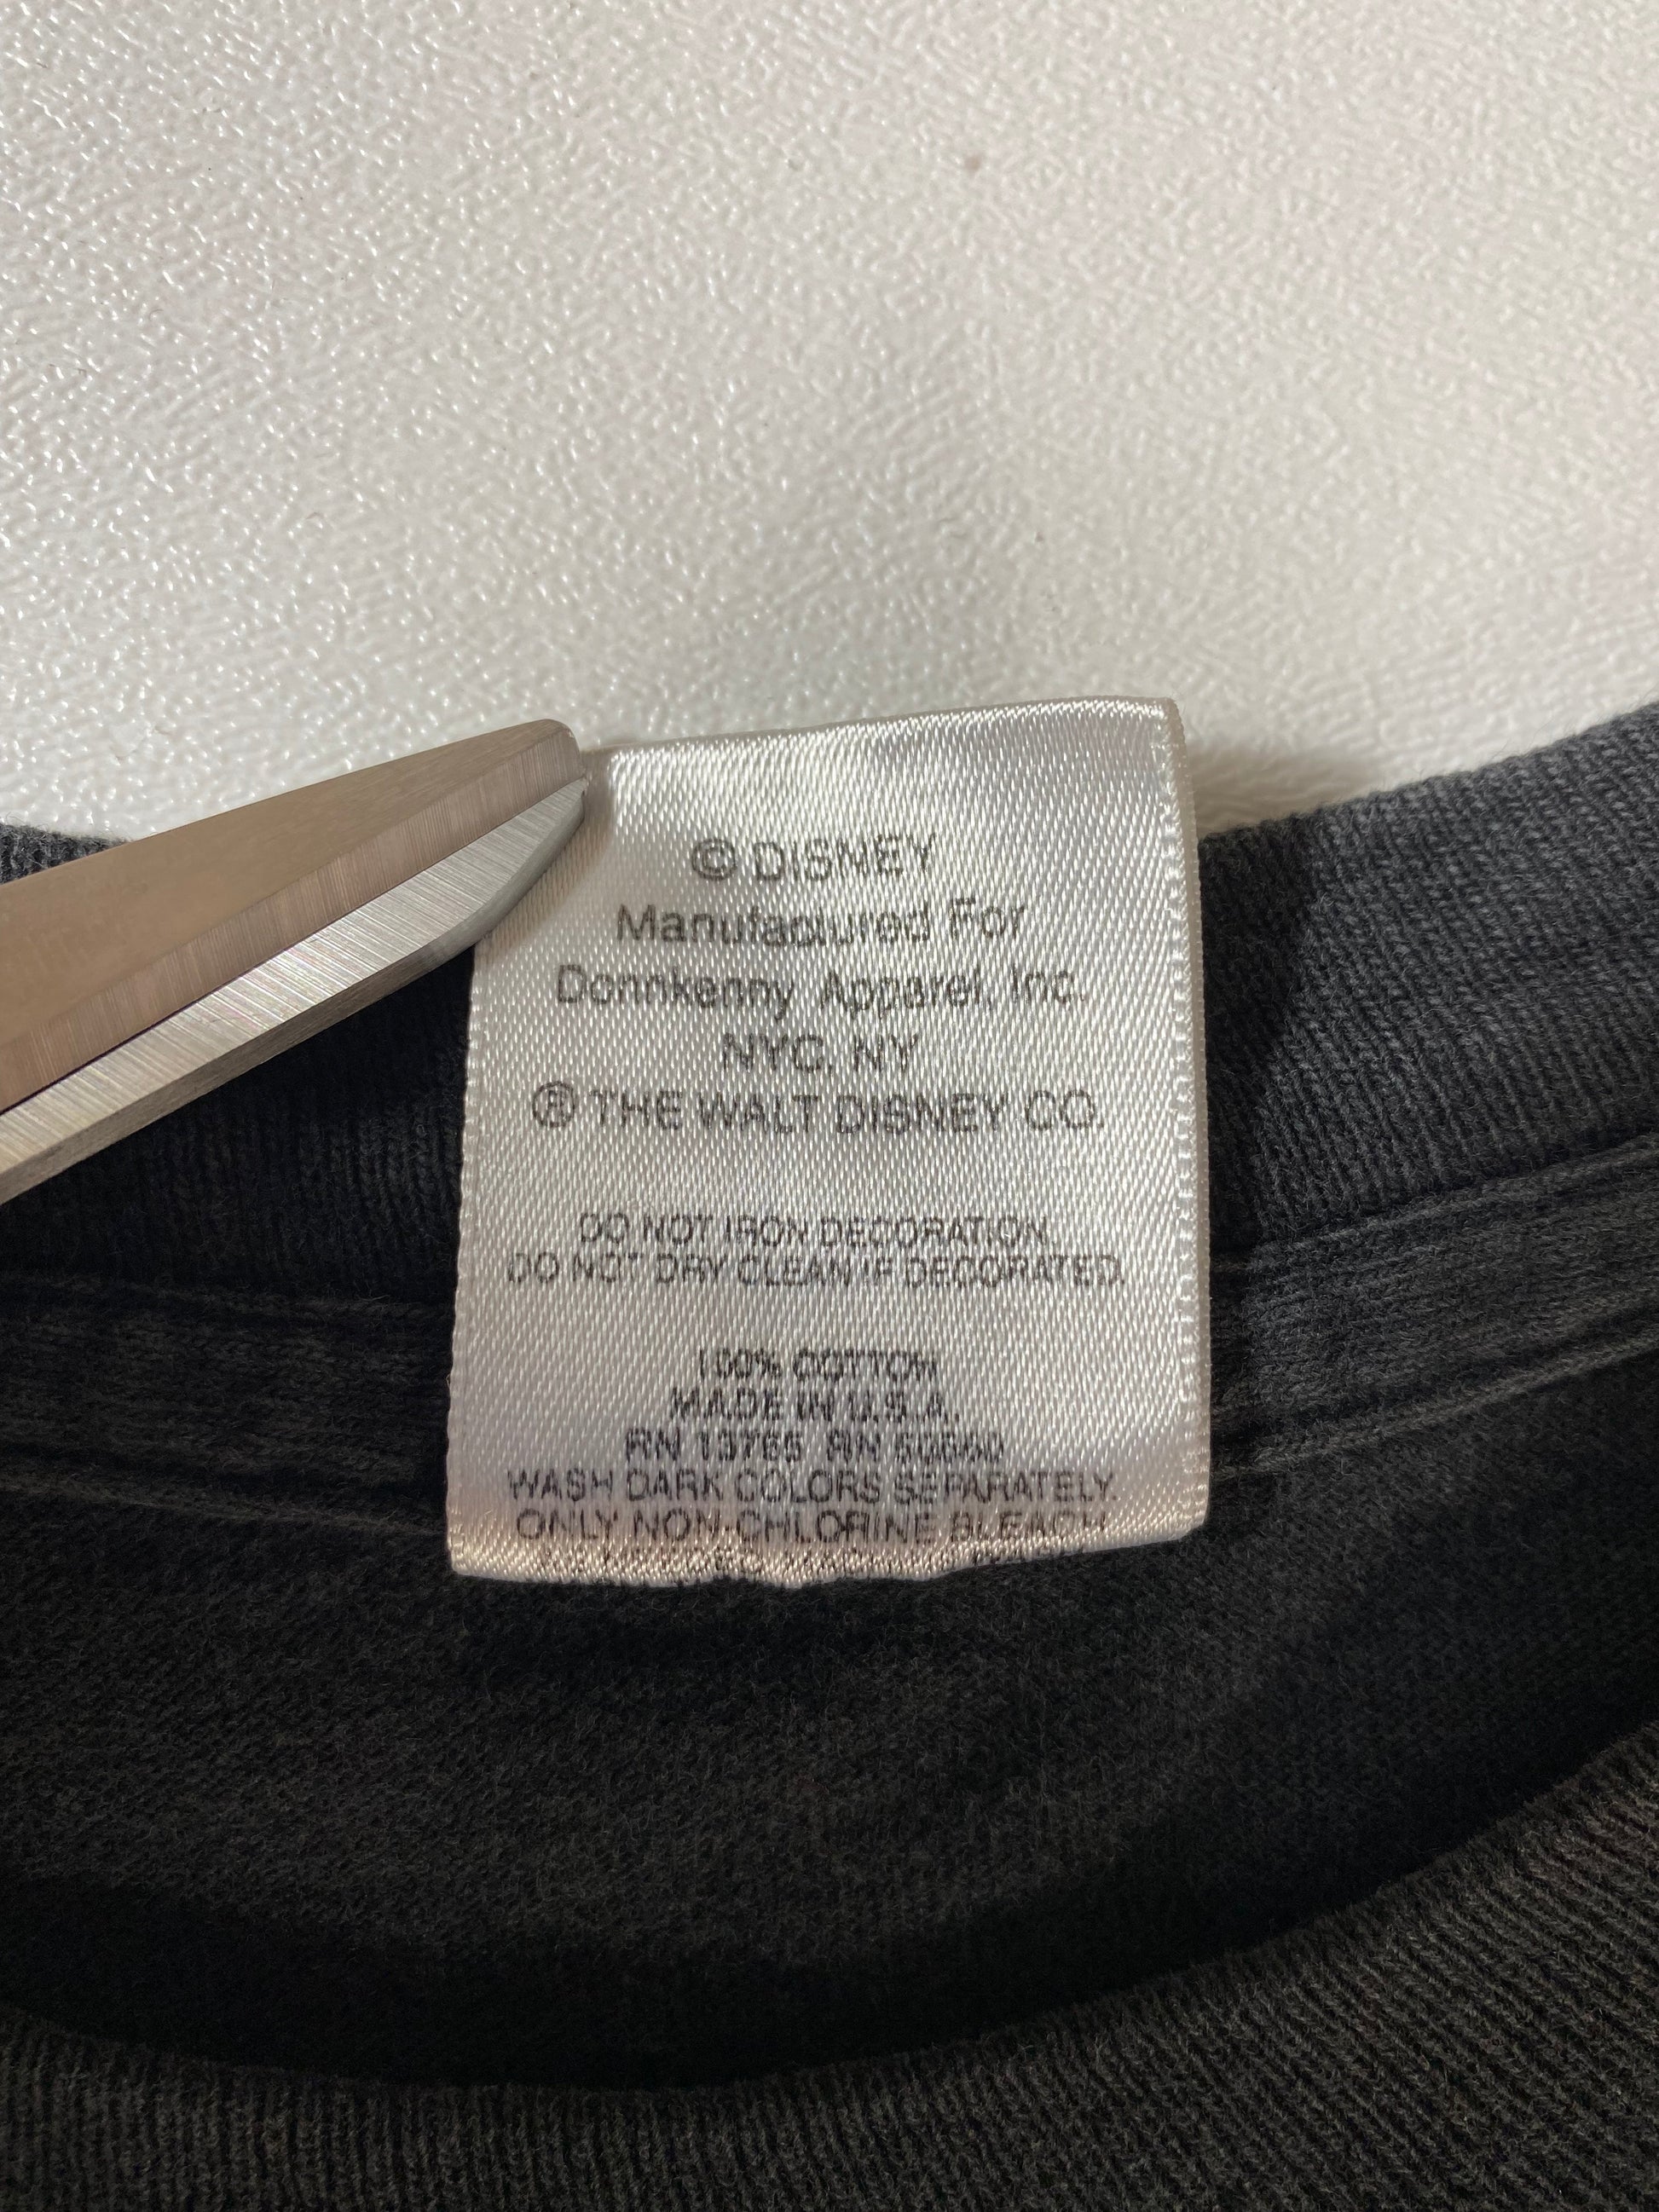 © DISNEY
Manufactured For
Donnkenny Apparel, Inc.
NYC. NY
® THE WALT DISNEY CO.
DO NOT IRON DECORATION.
DO NOT DRY CLEAN IF DECORATED.
100% COTTON
MADE IN U.S.A.
RN 13765 RN
WASH DARK COLORS SEPARATELY.
ONLY NON-CHLORINE BLEACH